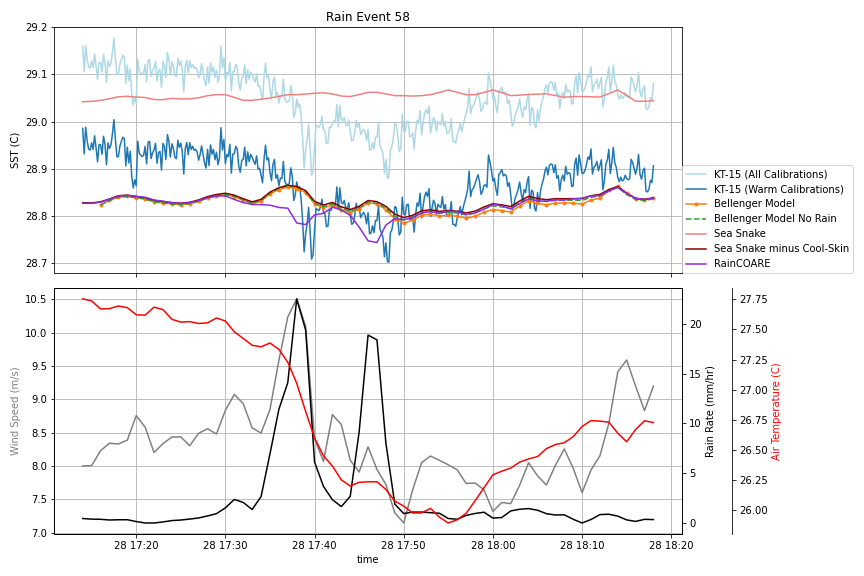 Rain Event 58
29.2
29.1
29.0
28.9
28.8
28.7
SST (C)
KT-15 (All Calibrations)
KT-15 (Warm Calibrations)
Bellenger Model
Bellenger Model No Rain
Sea Snake
Sea Snake minus Cool-Skin
RainCOARE
10.5
10.0
9.5
9.0
8.5
8.0
7.5
7.0
Wind Speed (m/s)
20
15
10
5
0
Rain Rate (mm/hr)
27.75
27.50
27.25
27.00
26.75
26.50
26.25
26.00
Air Temperature (C)
28 17:20 28 17:30 28 17:40 28 17:50 28 18:00 28 18:10 28 18:20
time